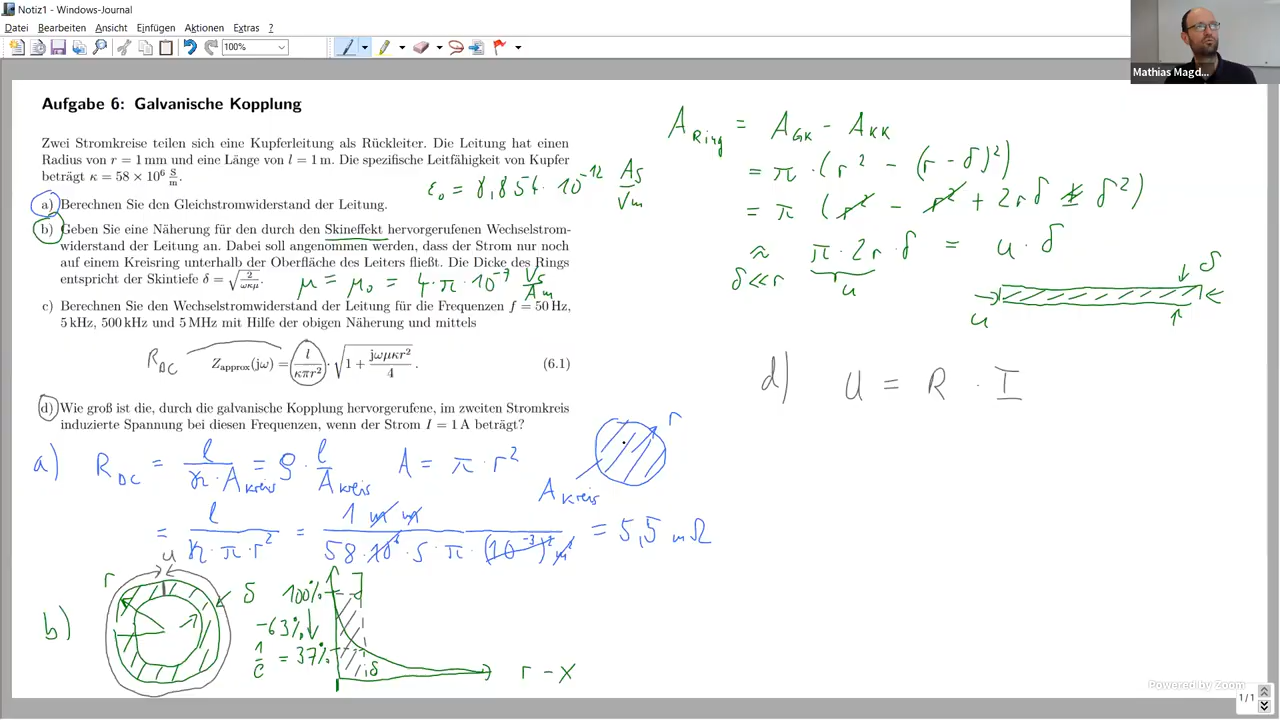 Notiz1 - Windows-Journal
Datei Bearbeiten Ansicht Einfügen Aktionen Extras ?
100%
Mathias Magd...
Aufgabe 6: Galvanische Kopplung
Zwei Stromkreise teilen sich eine Kupferleitung als Rückleiter. Die Leitung hat einen
Radius von r = 1 mm und eine Länge von l = 1 m. Die spezifische Leitfähigkeit von Kupfer
beträgt κ = 58 × 10⁶ S/m.
ε₀ = 8,854 · 10⁻¹² As/Vm
a) Berechnen Sie den Gleichstromwiderstand der Leitung.
b) Geben Sie eine Näherung für den durch den Skineffekt hervorgerufenen Wechselstrom-
widerstand der Leitung an. Dabei soll angenommen werden, dass der Strom nur noch
auf einem Kreisring unterhalb der Oberfläche des Leiters fließt. Die Dicke des Rings
entspricht der Skintiefe δ = √(2/(ωκμ)).
μ = μ₀ = 4·π·10⁻⁷ Vs/Am
c) Berechnen Sie den Wechselstromwiderstand der Leitung für die Frequenzen f = 50 Hz,
5 kHz, 500 kHz und 5 MHz mit Hilfe der obigen Näherung und mittels
R_DC Z_approx(jω) = l/(κπr²) · √(1 + jωμκr²/4) . (6.1)
d) Wie groß ist die, durch die galvanische Kopplung hervorgerufene, im zweiten Stromkreis
induzierte Spannung bei diesen Frequenzen, wenn der Strom I = 1 A beträgt?
a) R_DC = l/(κ·A_Kreis) = ρ · l/A_Kreis A = π · r²
r
A_Kreis
= l/(κ·π·r²) = 1 m m/(58·10⁶·S·π·(10⁻³)² m²) = 5,5 mΩ
b) u
r
δ
100%
-63% ↓
1/e = 37%
δ
r - x
A_Ring = A_GK - A_KK
= π · (r² - (r - δ)²)
= π (r² - r² + 2rδ ± δ²)
≈ π · 2r · δ = u · δ
δ<<r
u
δ
u
d) U = R · I
Powered by Zoom
1/1